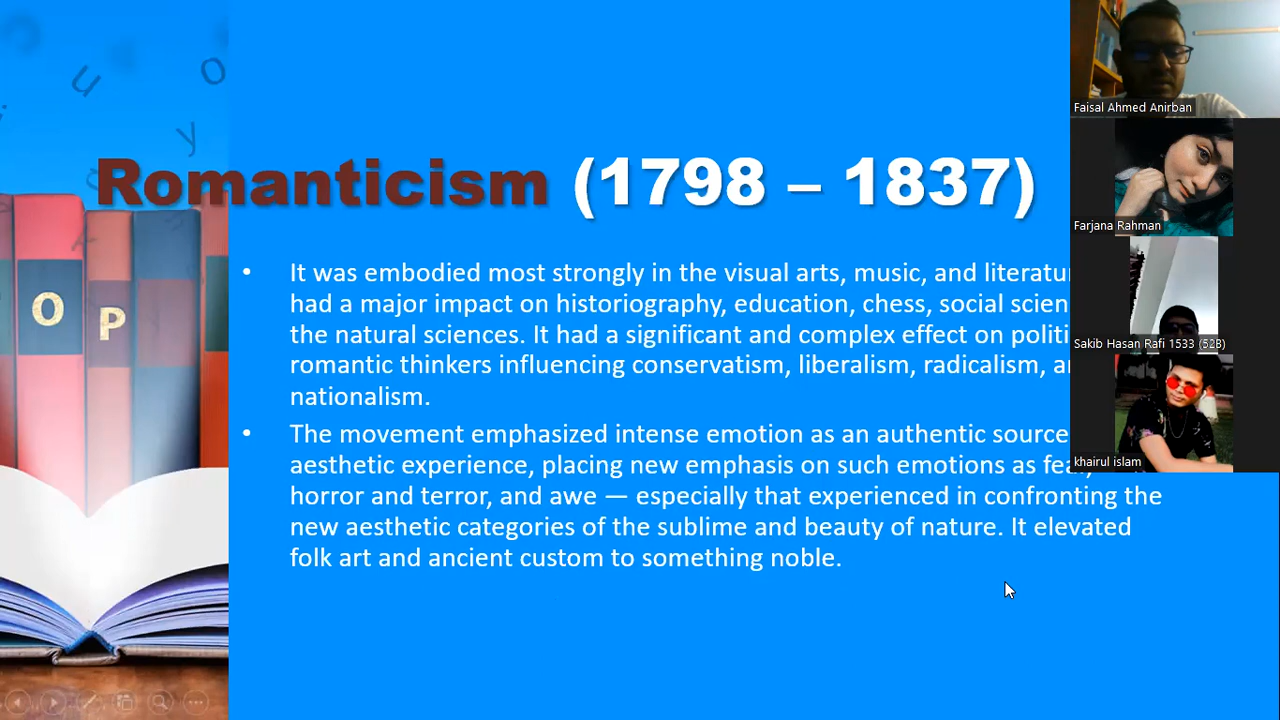 u
o
y
O
P
Romanticism (1798 – 1837)
• It was embodied most strongly in the visual arts, music, and
had a major impact on historiography, education, chess, social
the natural sciences. It had a significant and complex effect on
romantic thinkers influencing conservatism, liberalism, radicalism,
nationalism.
• The movement emphasized intense emotion as an authentic source
aesthetic experience, placing new emphasis on such emotions as
horror and terror, and awe — especially that experienced in confronting the
new aesthetic categories of the sublime and beauty of nature. It elevated
folk art and ancient custom to something noble.
Faisal Ahmed Anirban
Farjana Rahman
Sakib Hasan Rafi 1533 (52B)
khairul islam